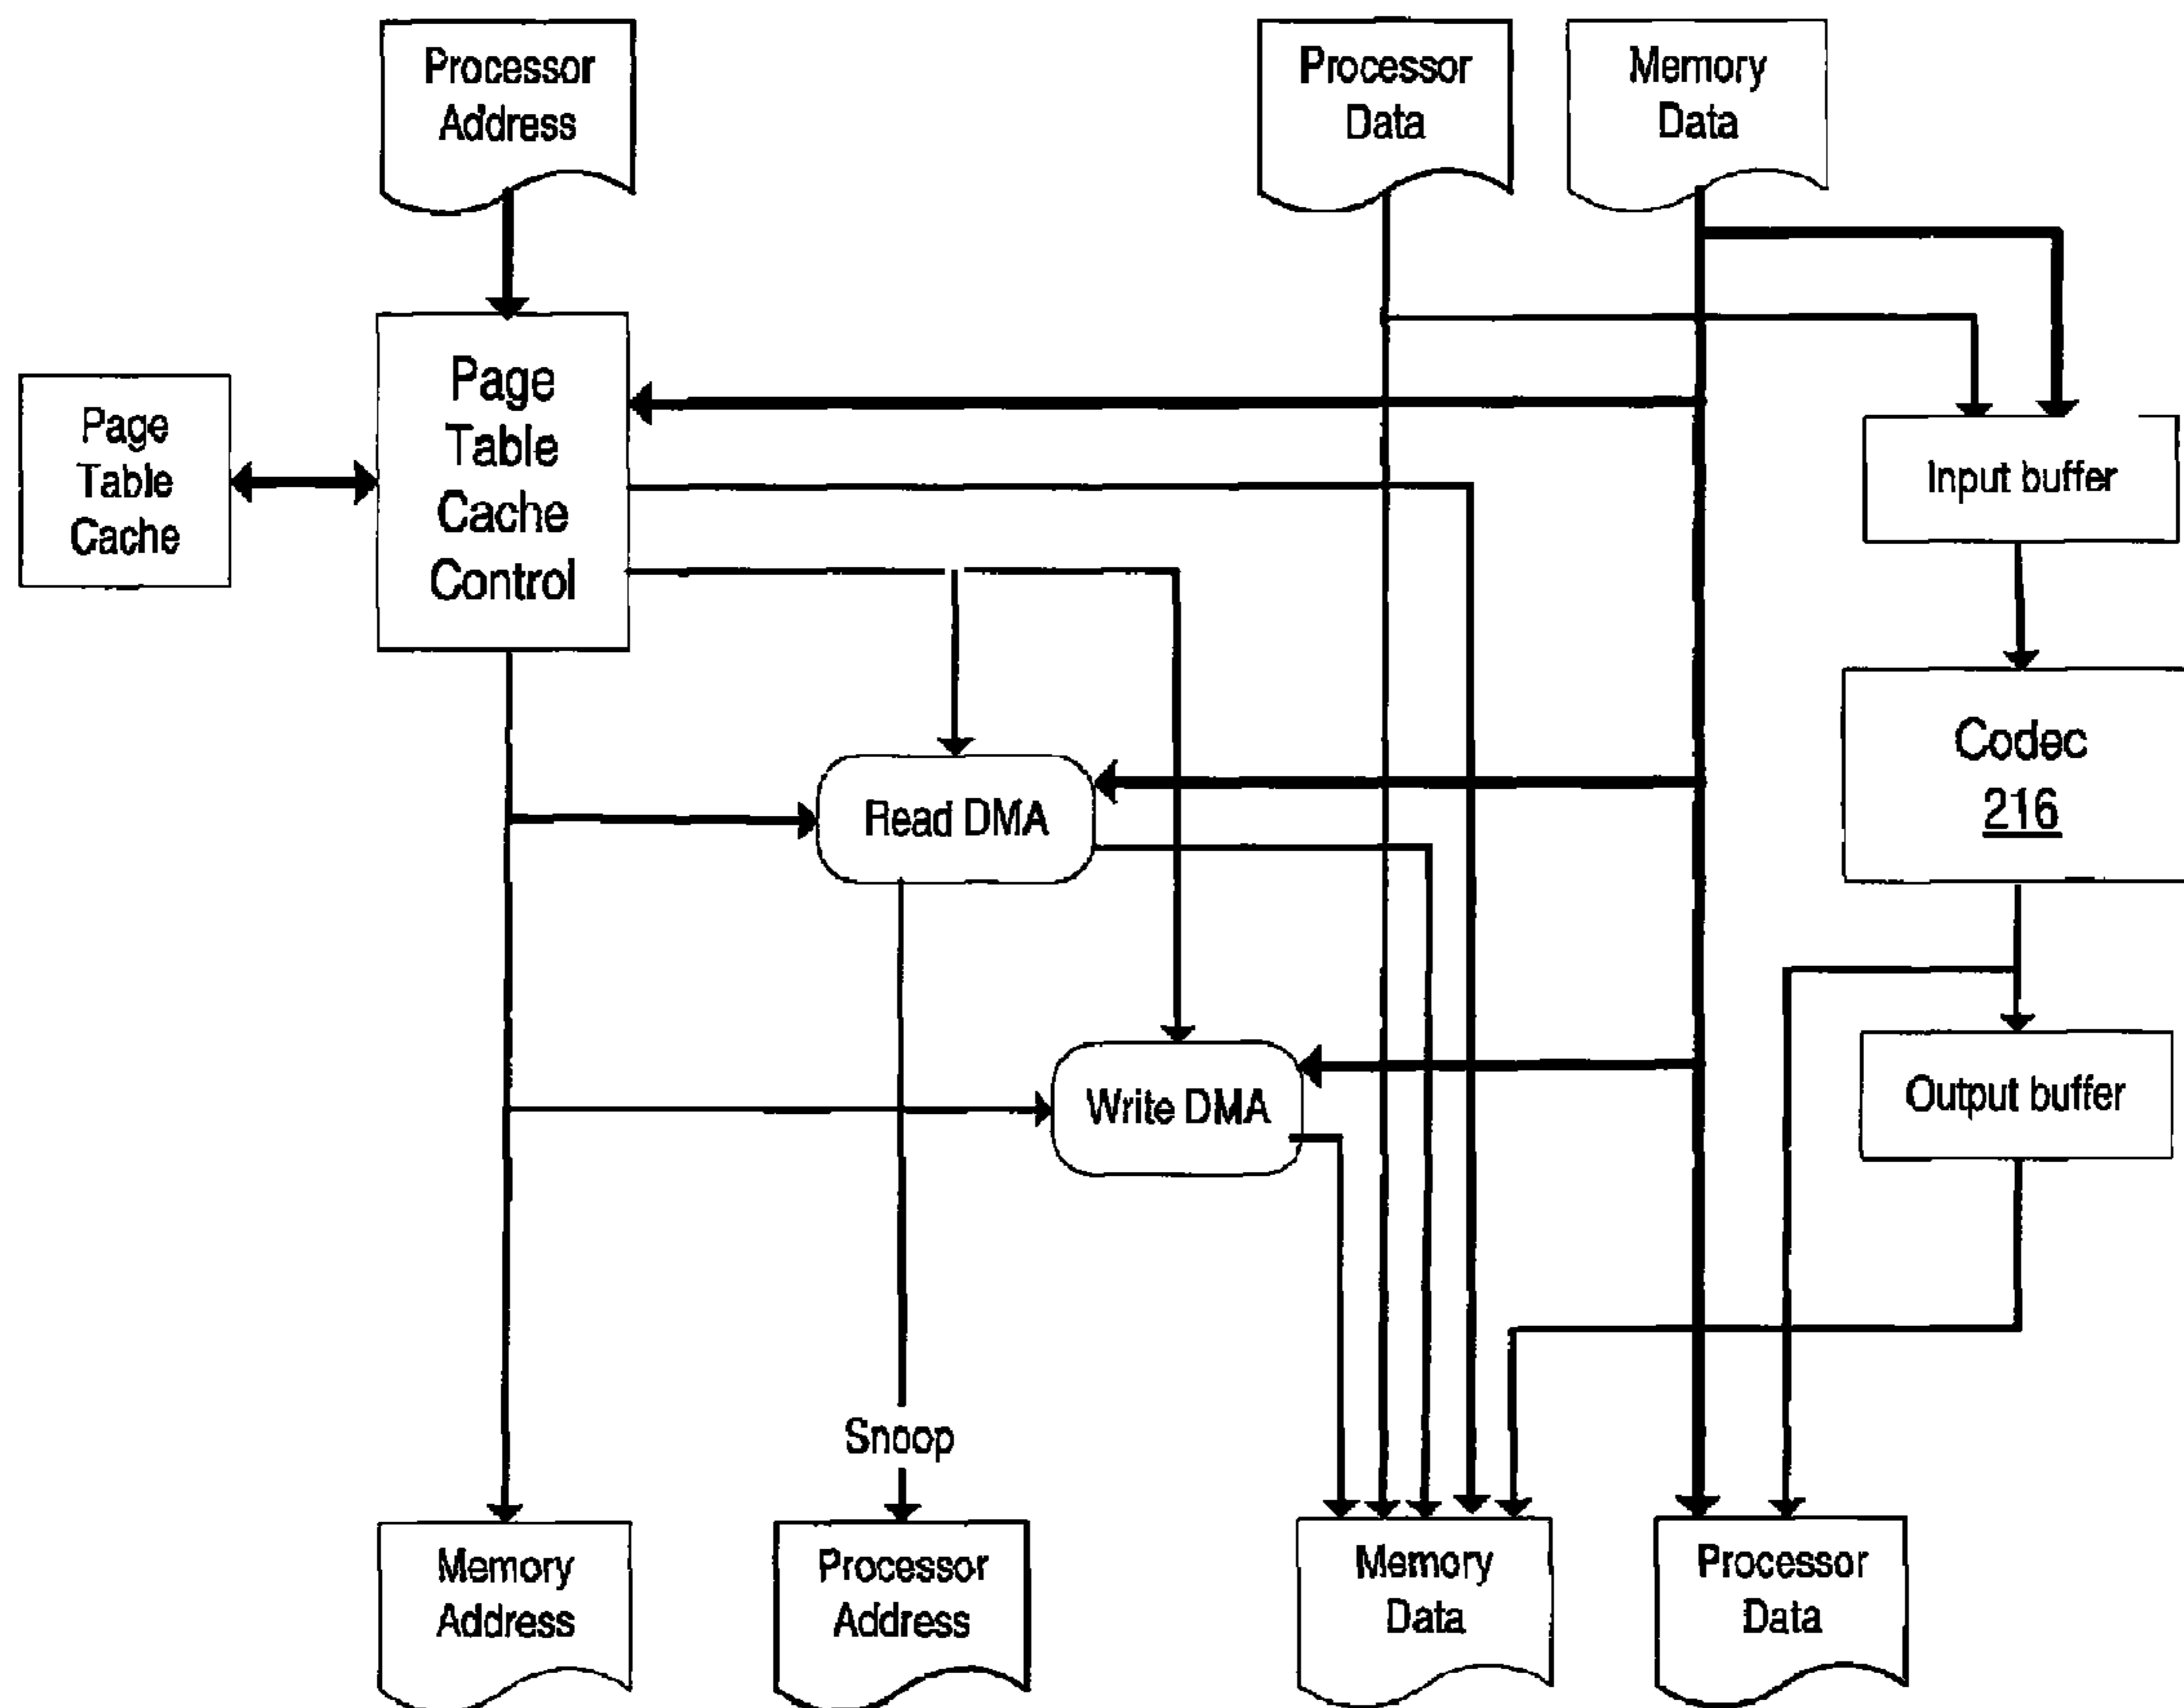 Processor
Address
Processor
Data
Memory
Data
Page
Table
Cache
Page
Table
Cache
Control
Input buffer
Codec
216
Read DMA
Write DMA
Output buffer
Snoop
Memory
Address
Processor
Address
Memory
Data
Processor
Data